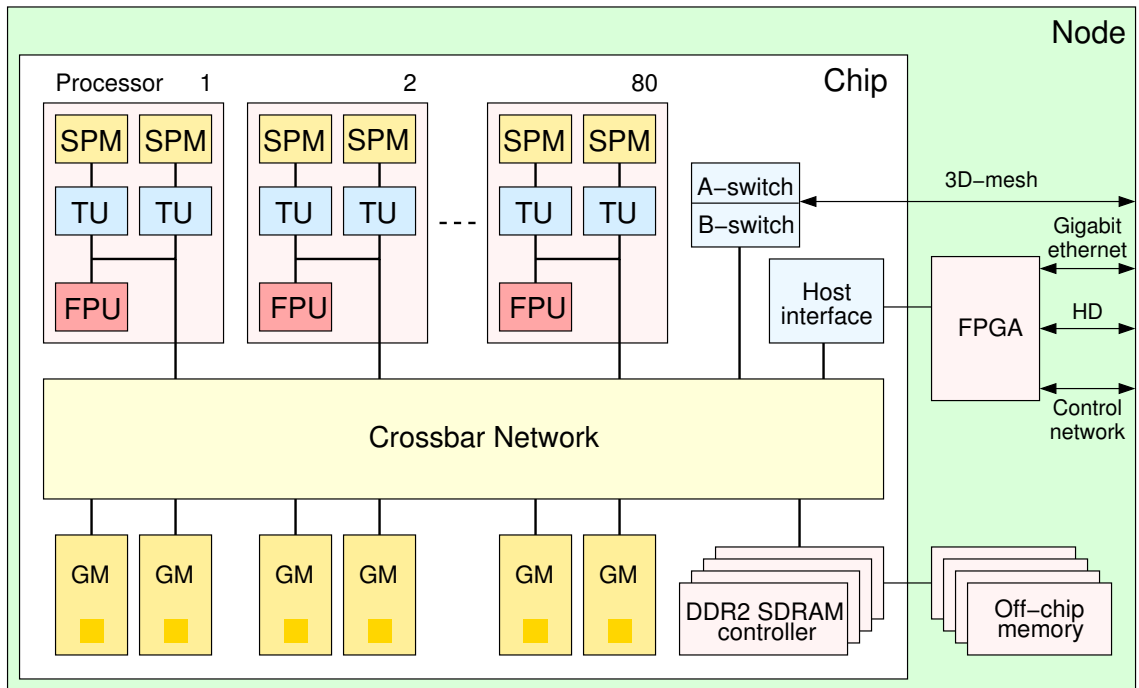 Node
Chip
Processor 1 2 80
SPM SPM SPM SPM SPM SPM
TU TU TU TU TU TU
FPU FPU FPU
A-switch
B-switch
3D-mesh
Gigabit
ethernet
Host
interface
FPGA
HD
Control
network
Crossbar Network
GM GM GM GM GM GM
DDR2 SDRAM
controller
Off-chip
memory